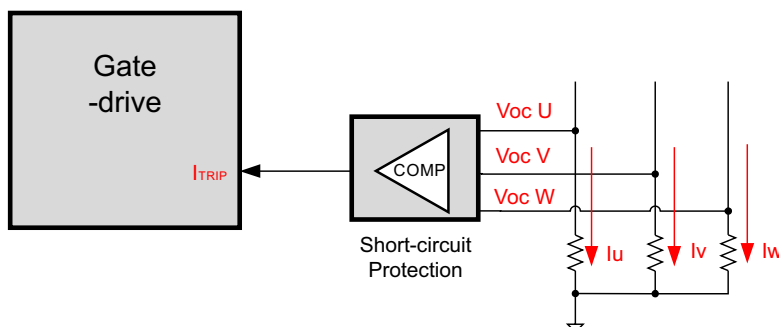 Gate
-drive
ITRIP
COMP
Short-circuit
Protection
Voc U
Voc V
Voc W
Iu
Iv
Iw